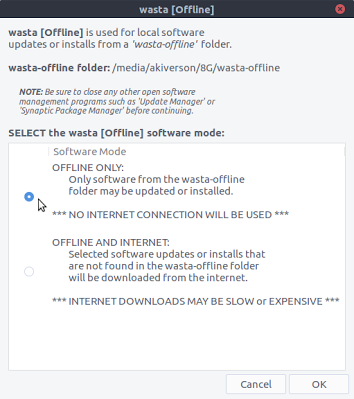 wasta [Offline]
wasta [Offline] is used for local software
updates or installs from a 'wasta-offline' folder.
wasta-offline folder: /media/akiverson/8G/wasta-offline
NOTE: Be sure to close any other open software
management programs such as 'Update Manager' or
'Synaptic Package Manager' before continuing.
SELECT the wasta [Offline] software mode:
Software Mode
OFFLINE ONLY:
Only software from the wasta-offline
folder may be updated or installed.
*** NO INTERNET CONNECTION WILL BE USED ***
OFFLINE AND INTERNET:
Selected software updates or installs that
are not found in the wasta-offline folder
will be downloaded from the internet.
*** INTERNET DOWNLOADS MAY BE SLOW or EXPENSIVE ***
Cancel
OK